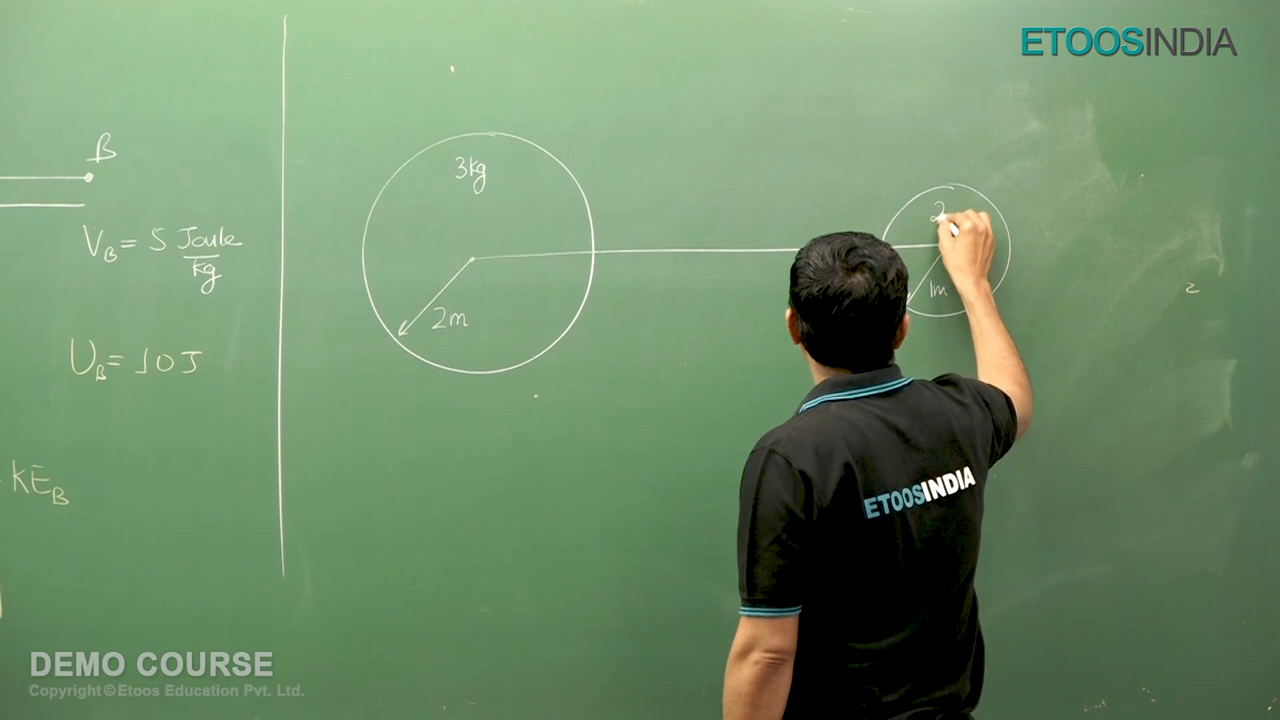 ETOOSINDIA
B
V_B = 5 Joule/kg
U_B = 10 J
KE_B
3kg
2m
2
1m
ETOOSINDIA
DEMO COURSE
Copyright © Etoos Education Pvt. Ltd.